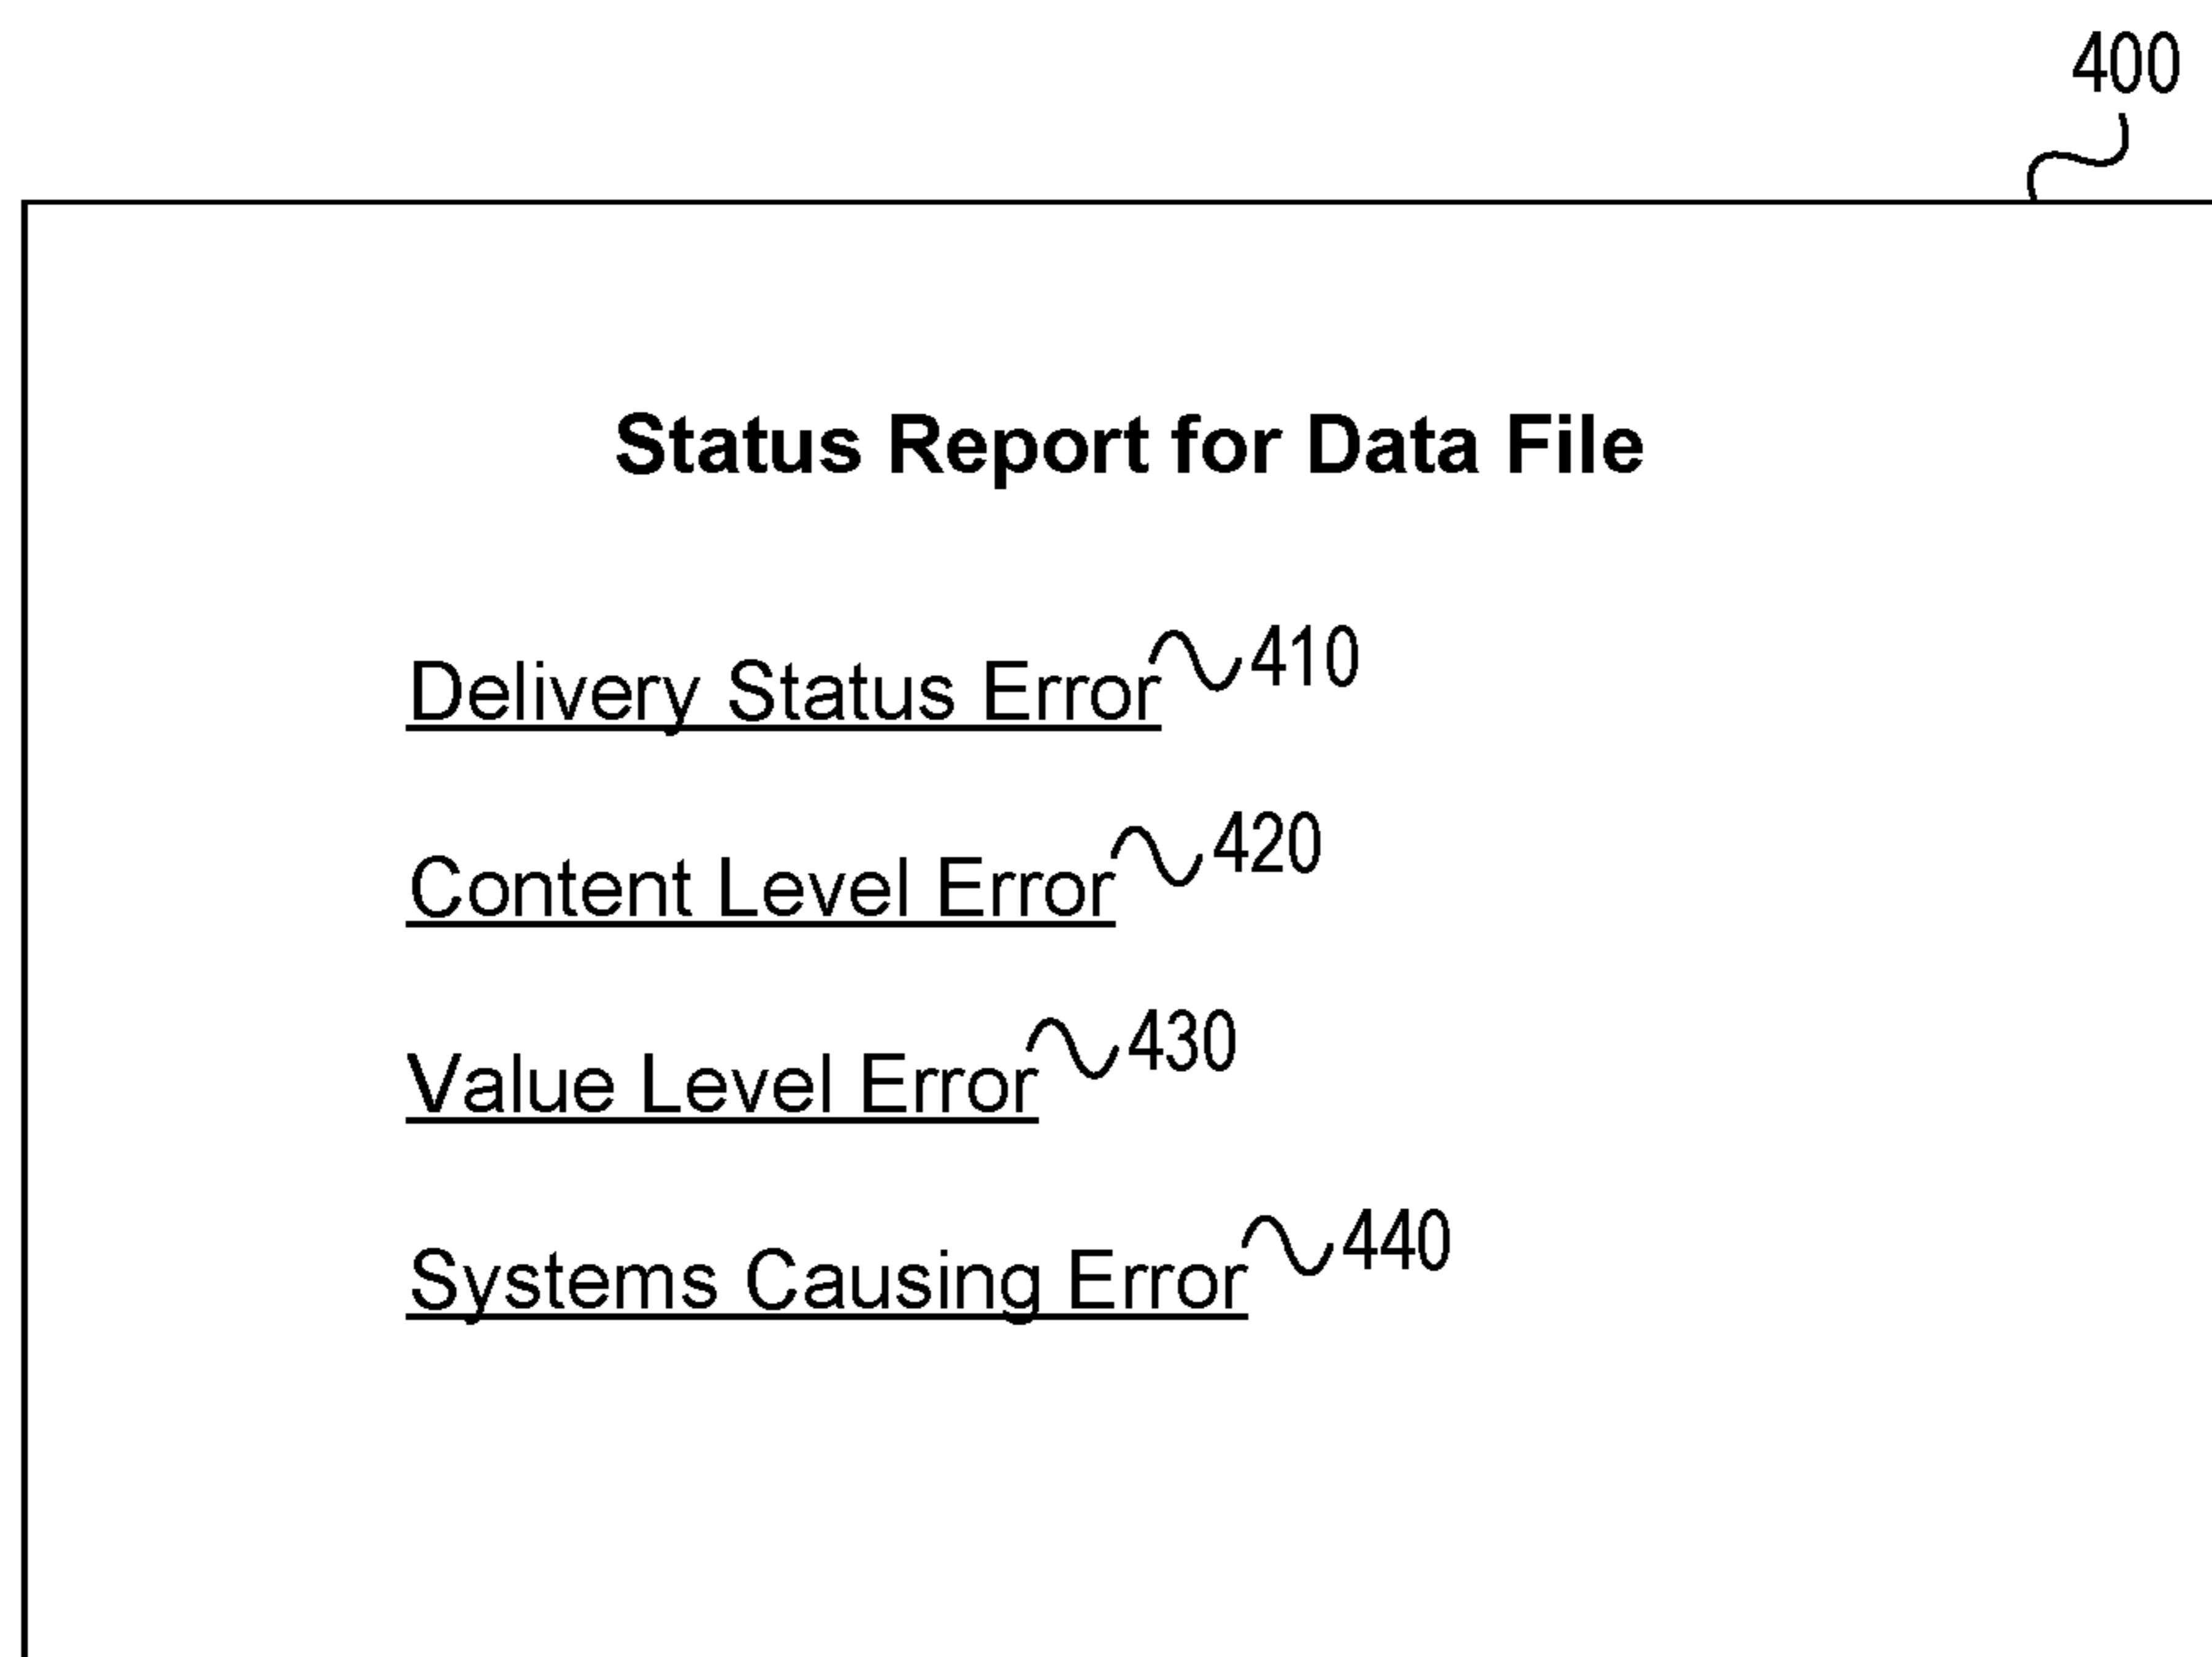 400
Status Report for Data File
Delivery Status Error 410
Content Level Error 420
Value Level Error 430
Systems Causing Error 440